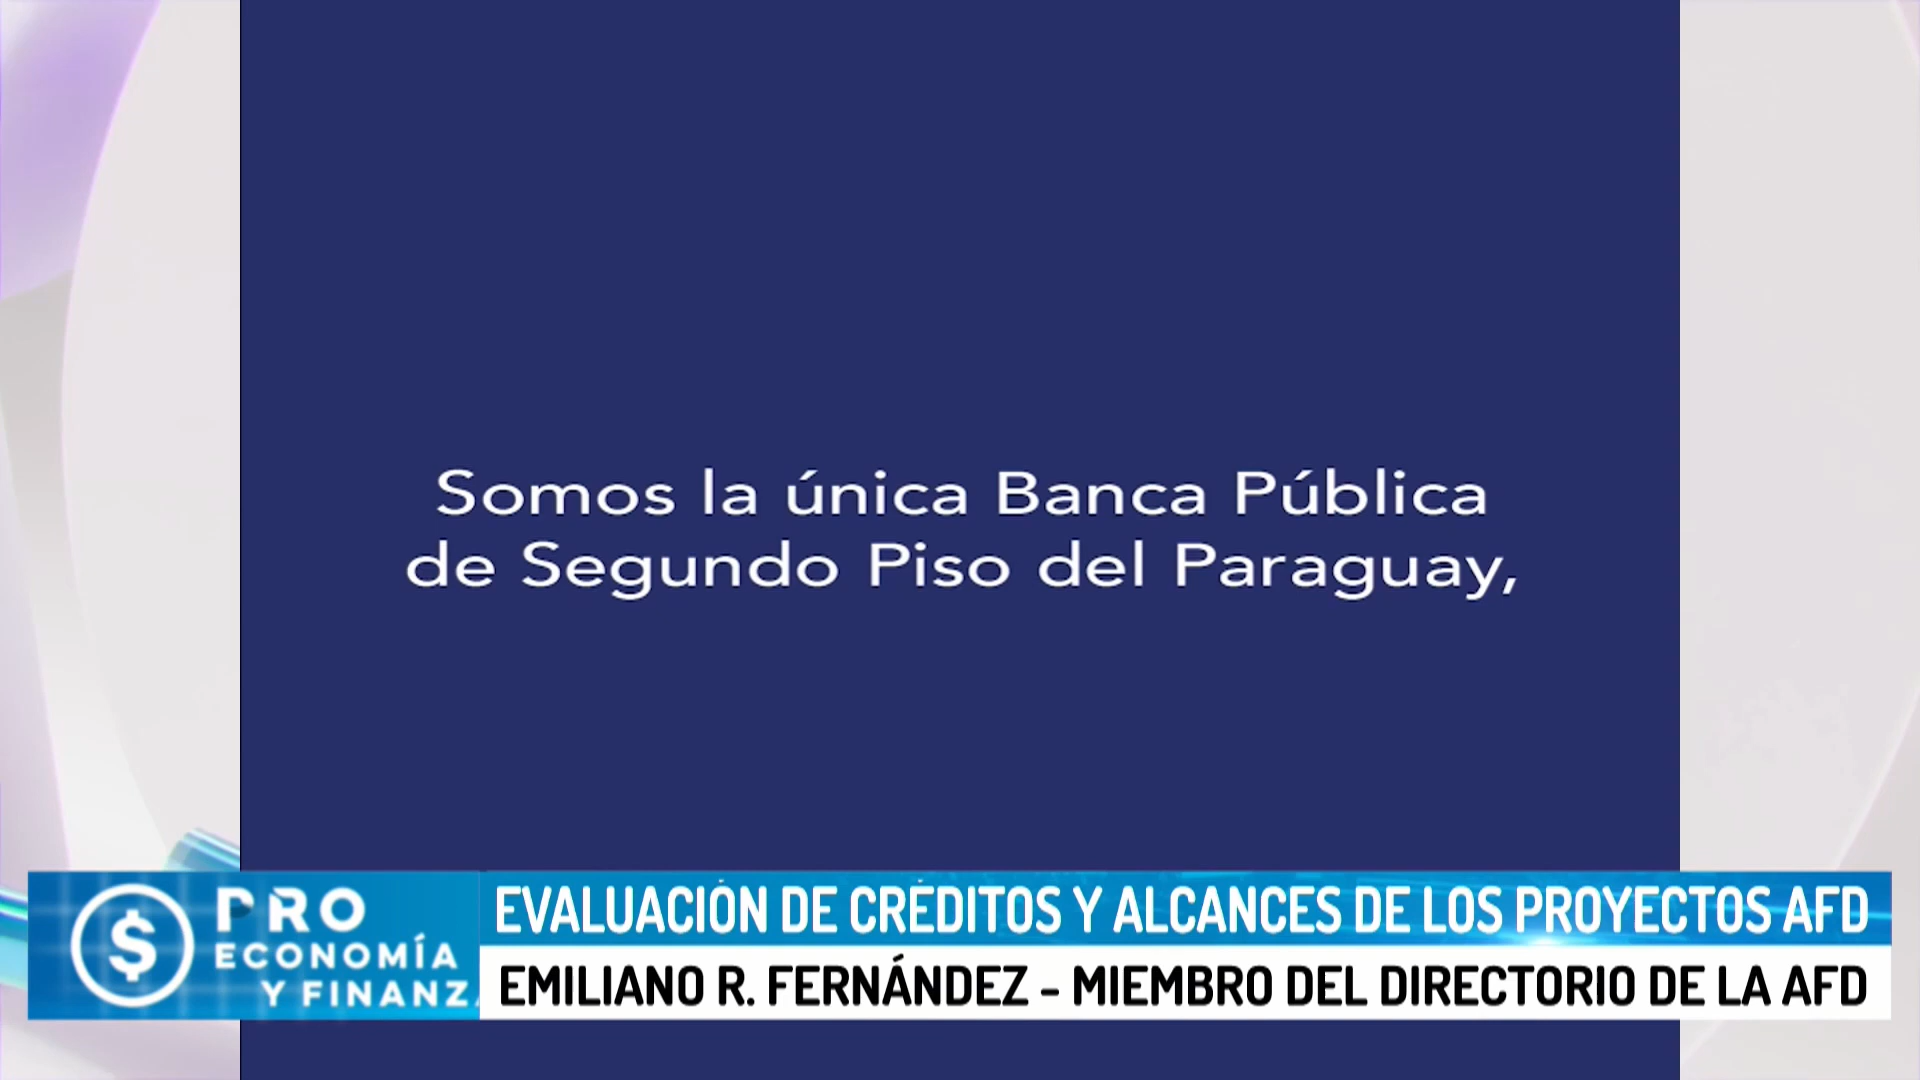 Somos la única Banca Pública
de Segundo Piso del Paraguay,
$ PRO
ECONOMÍA
Y FINANZ
EVALUACIÓN DE CRÉDITOS Y ALCANCES DE LOS PROYECTOS AFD
EMILIANO R. FERNÁNDEZ - MIEMBRO DEL DIRECTORIO DE LA AFD